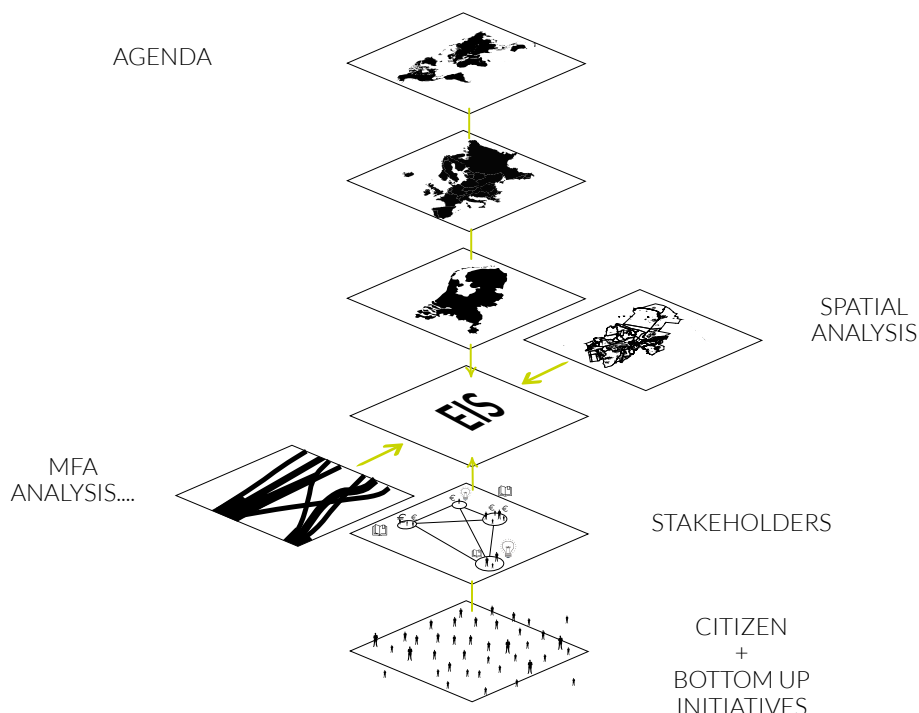 AGENDA
SPATIAL
ANALYSIS
EIS
MFA
ANALYSIS....
€
€ €
€ €
STAKEHOLDERS
CITIZEN
+
BOTTOM UP
INITIATIVES